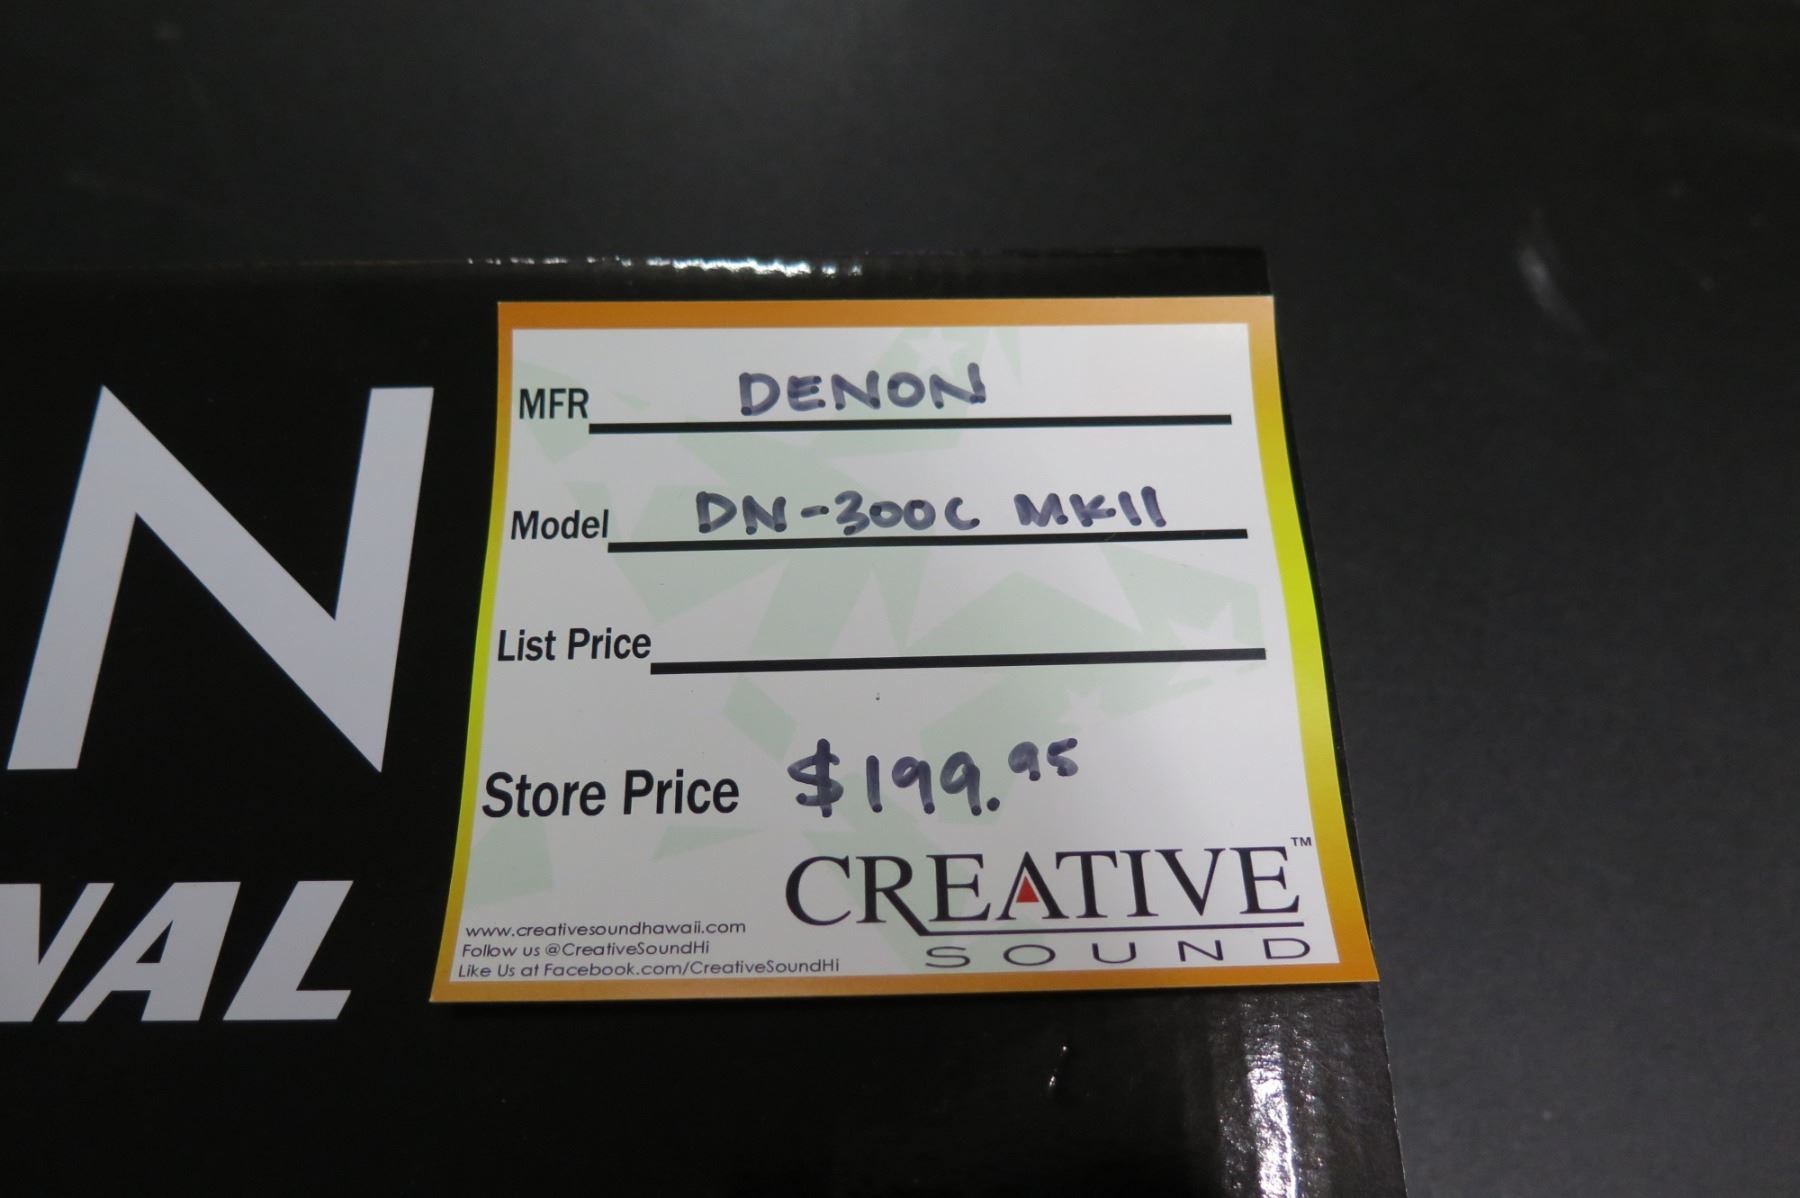 N
NAL
MFR DENON
Model DN-300C MKII
List Price
Store Price $199.95
CREATIVE™
SOUND
www.creativesoundhawaii.com
Follow us @CreativeSoundHi
Like Us at Facebook.com/CreativeSoundHi